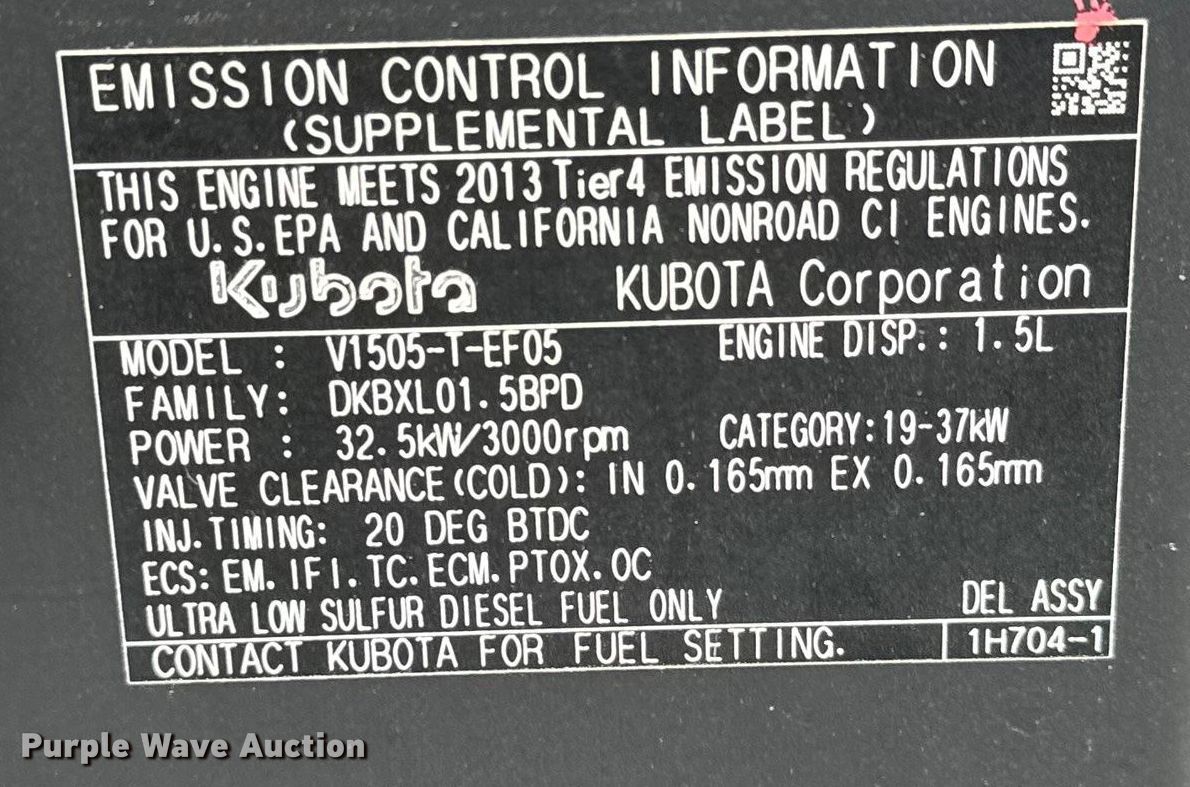 EMISSION CONTROL INFORMATION
(SUPPLEMENTAL LABEL)
THIS ENGINE MEETS 2013 Tier4 EMISSION REGULATIONS
FOR U.S.EPA AND CALIFORNIA NONROAD CI ENGINES.
Kubota KUBOTA Corporation
MODEL : V1505-T-EF05 ENGINE DISP.: 1.5L
FAMILY: DKBXL01.5BPD
POWER : 32.5kW/3000rpm CATEGORY:19-37kW
VALVE CLEARANCE(COLD): IN 0.165mm EX 0.165mm
INJ.TIMING: 20 DEG BTDC
ECS: EM.IFI.TC.ECM.PTOX.OC
ULTRA LOW SULFUR DIESEL FUEL ONLY DEL ASSY
CONTACT KUBOTA FOR FUEL SETTING. 1H704-1
Purple Wave Auction